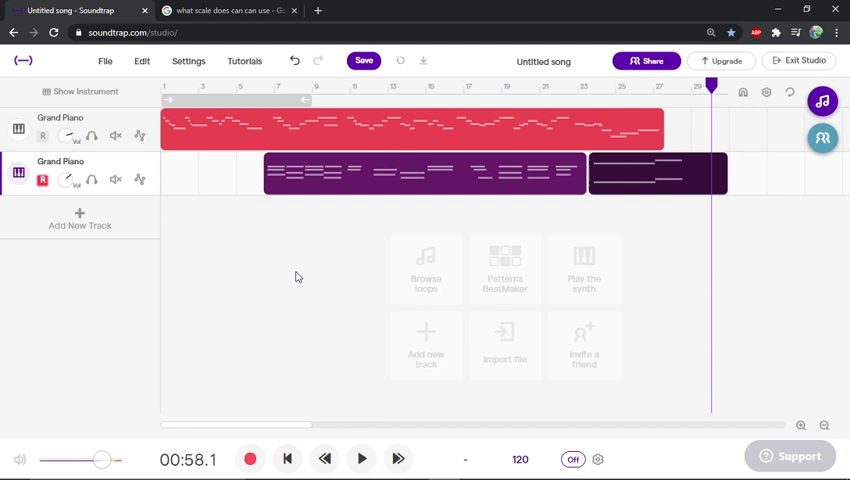 Untitled song - Soundtrap
what scale does can can use - Go
soundtrap.com/studio/
ABP
File Edit Settings Tutorials Save Untitled song Share Upgrade Exit Studio
Show Instrument
1 3 5 7 9 11 13 15 17 19 21 23 25 27 29
Grand Piano
R Vol
Grand Piano
R Vol
Add New Track
Browse loops
Patterns BeatMaker
Play the synth
Add new track
Import file
Invite a friend
00:58.1 - 120 Off Support